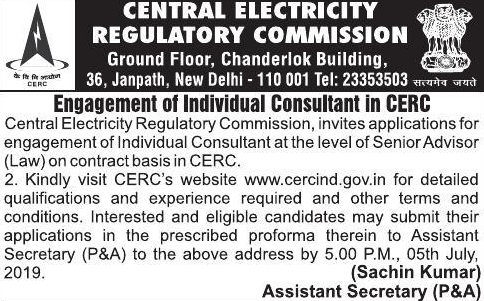 CENTRAL ELECTRICITY
REGULATORY COMMISSION
Ground Floor, Chanderlok Building,
36, Janpath, New Delhi - 110 001 Tel: 23353503
के वि नि आयोग
CERC
सत्यमेव जयते
Engagement of Individual Consultant in CERC
Central Electricity Regulatory Commission, invites applications for
engagement of Individual Consultant at the level of Senior Advisor
(Law) on contract basis in CERC.
2. Kindly visit CERC's website www.cercind.gov.in for detailed
qualifications and experience required and other terms and
conditions. Interested and eligible candidates may submit their
applications in the prescribed proforma therein to Assistant
Secretary (P&A) to the above address by 5.00 P.M., 05th July,
2019. (Sachin Kumar)
Assistant Secretary (P&A)